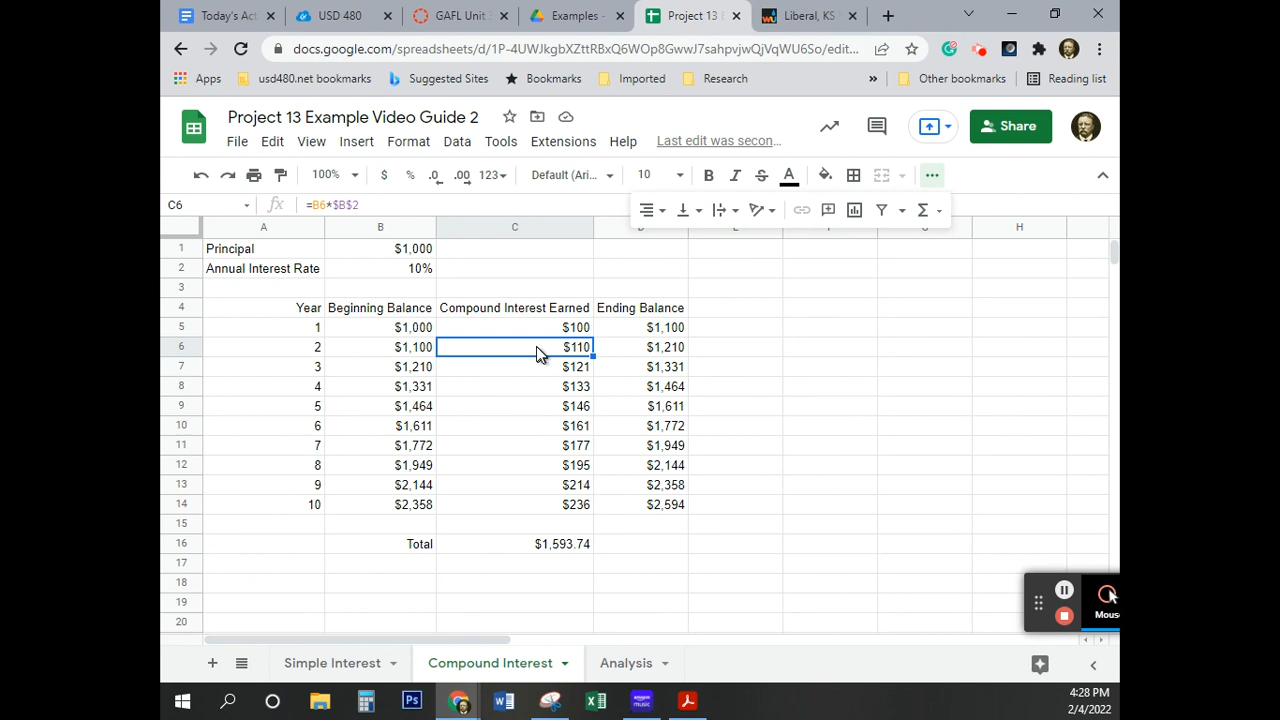 Today's Act
USD 480
GAFL Unit
Examples -
Project 13 E
Liberal, KS
docs.google.com/spreadsheets/d/1P-4UWJkgbXZttRBxQ6WOp8GwwJ7sahpvjwQjVqWU6So/edit...
Apps
usd480.net bookmarks
Suggested Sites
Bookmarks
Imported
Research
»
Other bookmarks
Reading list
Project 13 Example Video Guide 2
Share
File Edit View Insert Format Data Tools Extensions Help Last edit was secon...
100% $ % .0 .00 123 Default (Ari... 10 B I S A
C6 fx =B6*$B$2
A B C D E F G H
1 Principal $1,000
2 Annual Interest Rate 10%
3
4 Year Beginning Balance Compound Interest Earned Ending Balance
5 1 $1,000 $100 $1,100
6 2 $1,100 $110 $1,210
7 3 $1,210 $121 $1,331
8 4 $1,331 $133 $1,464
9 5 $1,464 $146 $1,611
10 6 $1,611 $161 $1,772
11 7 $1,772 $177 $1,949
12 8 $1,949 $195 $2,144
13 9 $2,144 $214 $2,358
14 10 $2,358 $236 $2,594
15
16 Total $1,593.74
17
18
19
20
Mous
Simple Interest Compound Interest Analysis
Ps
music
4:28 PM
2/4/2022